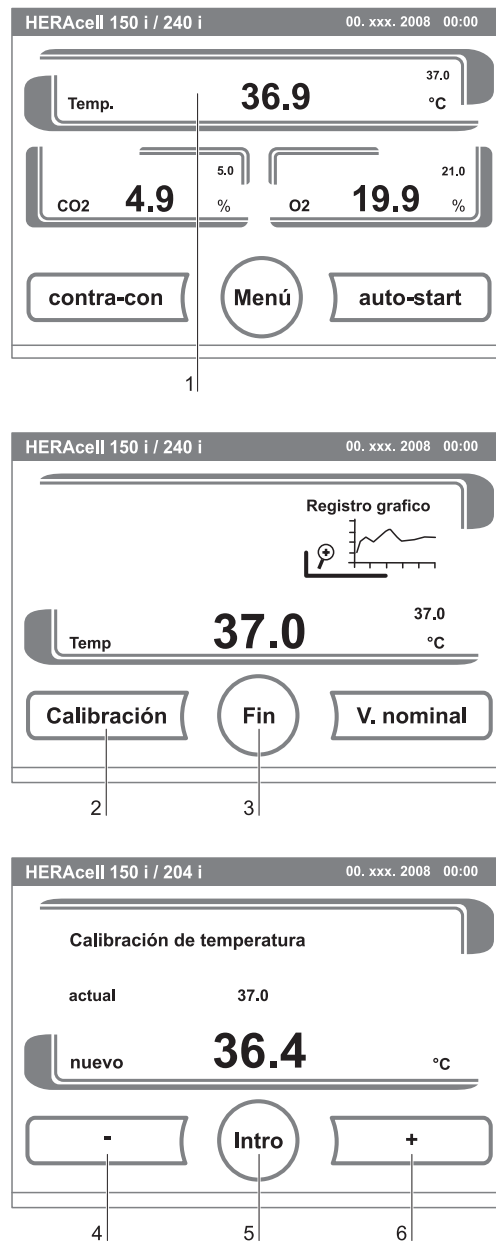 HERAcell 150 i / 240 i 00. xxx. 2008 00:00
37.0
Temp. 36.9 °C
5.0
CO2 4.9 %
21.0
O2 19.9 %
contra-con Menú auto-start
1
HERAcell 150 i / 240 i 00. xxx. 2008 00:00
Registro grafico
37.0
Temp 37.0 °C
Calibración Fin V. nominal
2 3
HERAcell 150 i / 204 i 00. xxx. 2008 00:00
Calibración de temperatura
actual 37.0
nuevo 36.4 °C
- Intro +
4 5 6